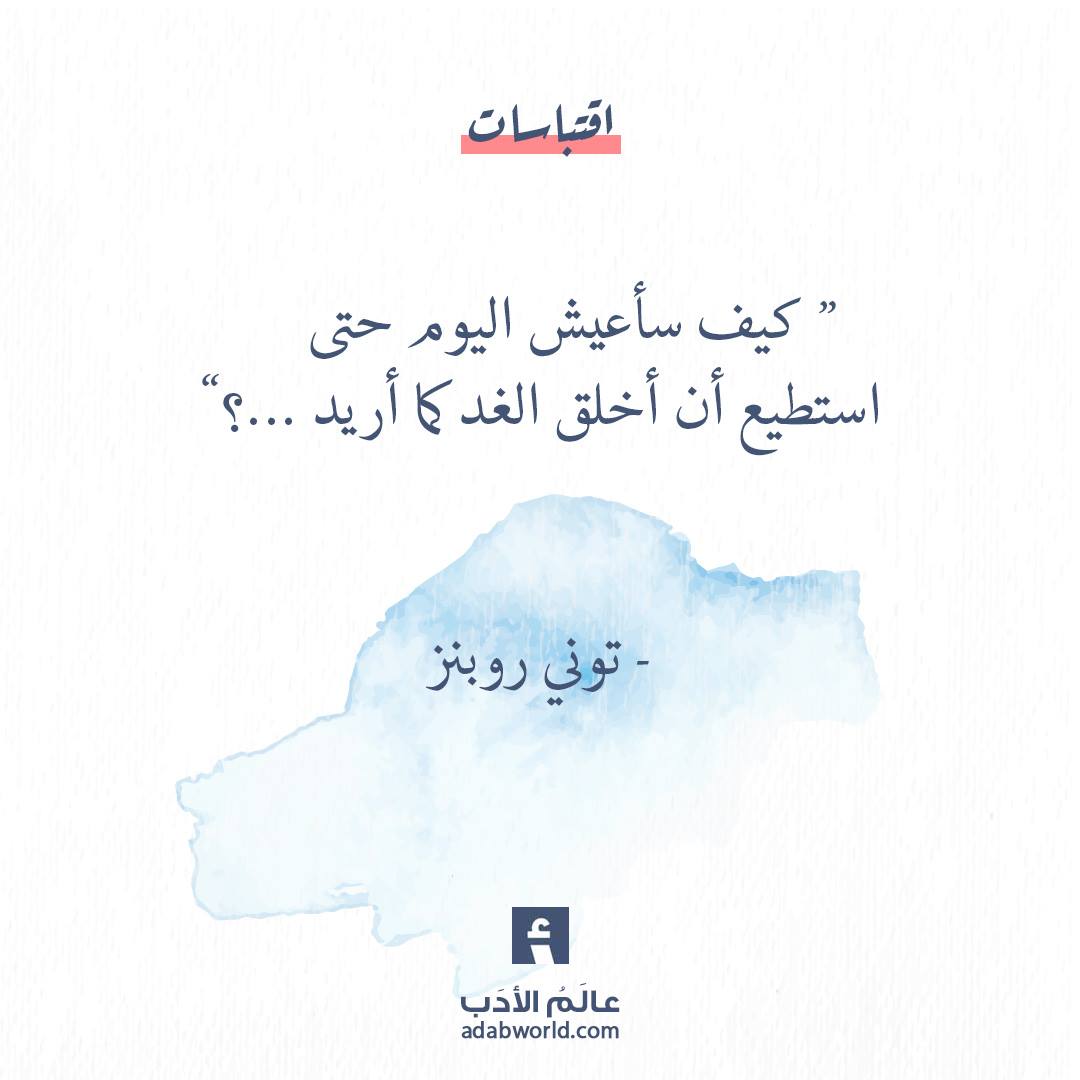 اقتباسات
” كيف سأعيش اليوم حتى
استطيع أن أخلق الغد كما أريد ...؟“
- توني روبنز
أ
عالَمُ الأدَب
adabworld.com